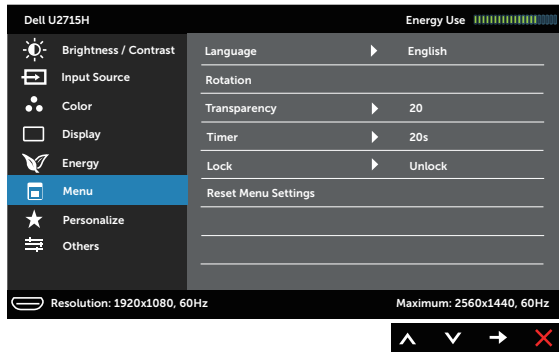 Dell U2715H Energy Use
Brightness / Contrast
Input Source
Color
Display
Energy
Menu
Personalize
Others
Language English
Rotation
Transparency 20
Timer 20s
Lock Unlock
Reset Menu Settings
Resolution: 1920x1080, 60Hz Maximum: 2560x1440, 60Hz